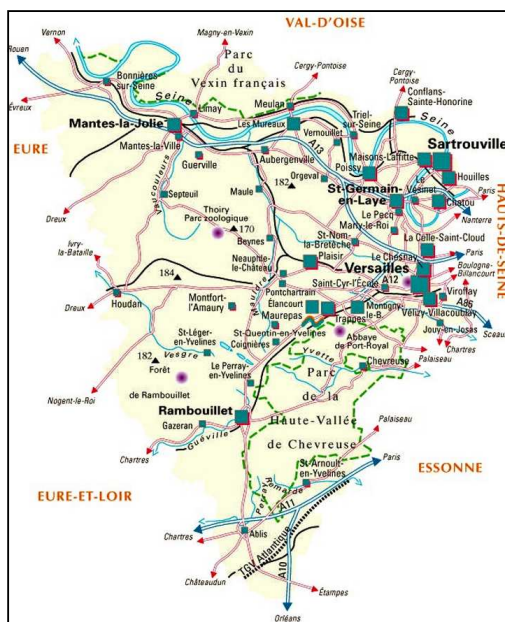 VAL-D'OISE
Vernon
Magny-en-Vexin
Rouen
Parc
du
Vexin français
Cergy-Pontoise
Cergy-
Pontoise
Bonnières-
sur-Seine
Seine
Conflans-
Sainte-Honorine
Évreux
Limay
Meulan
Triel-
sur-Seine
Seine
Mantes-la-Jolie
Les Mureaux
Vernouillet
Sartrouville
EURE
Mantes-la-Ville
A13
Maisons-Laffitte
Poissy
Houilles
Guerville
Aubergenville
Orgeval
Le
Vésinet
Paris
Vaucouleurs
Septeuil
Maule
182
St-Germain-
en-Laye
Chatou
Nanterre
HAUTS-DE-SEINE
Le Pecq
Marly-le-Roi
Dreux
Thoiry
Parc zoologique
170
St-Nom-
la-Bretèche
La Celle-Saint-Cloud
Ivry-
la-Bataille
Beynes
Neauphle-
le-Château
Plaisir
Le Chesnay
Paris
Boulogne-
Bilancourt
Versailles
184
Mauldre
Saint-Cyr-l'École
A12
Viroflay
Pontchartrain
Élancourt
Montigny-
le-B.
A86
Dreux
Houdan
Montfort-
l'Amaury
Maurepas
Trappes
Vélizy-Villacoublay
Sceaux
Jouy-en-Josas
St-Léger-
en-Yvelines
St-Quentin-en-Yvelines
Coignières
Abbaye
de Port-Royal
Chartres
Palaiseau
182
Vesgre
Yvette
Chevreuse
Forêt
Le Perray-
en-Yvelines
Parc
de Rambouillet
de la
Nogent-le-Roi
Rambouillet
Haute-Vallée
Palaiseau
Gazeran
de Chevreuse
Guéville
Chartres
St-Arnoult-
en-Yvelines
Paris
ESSONNE
EURE-ET-LOIR
Remarde
A11
Chartres
Ablis
TGV Atlantique
A10
Châteaudun
Étampes
Orléans